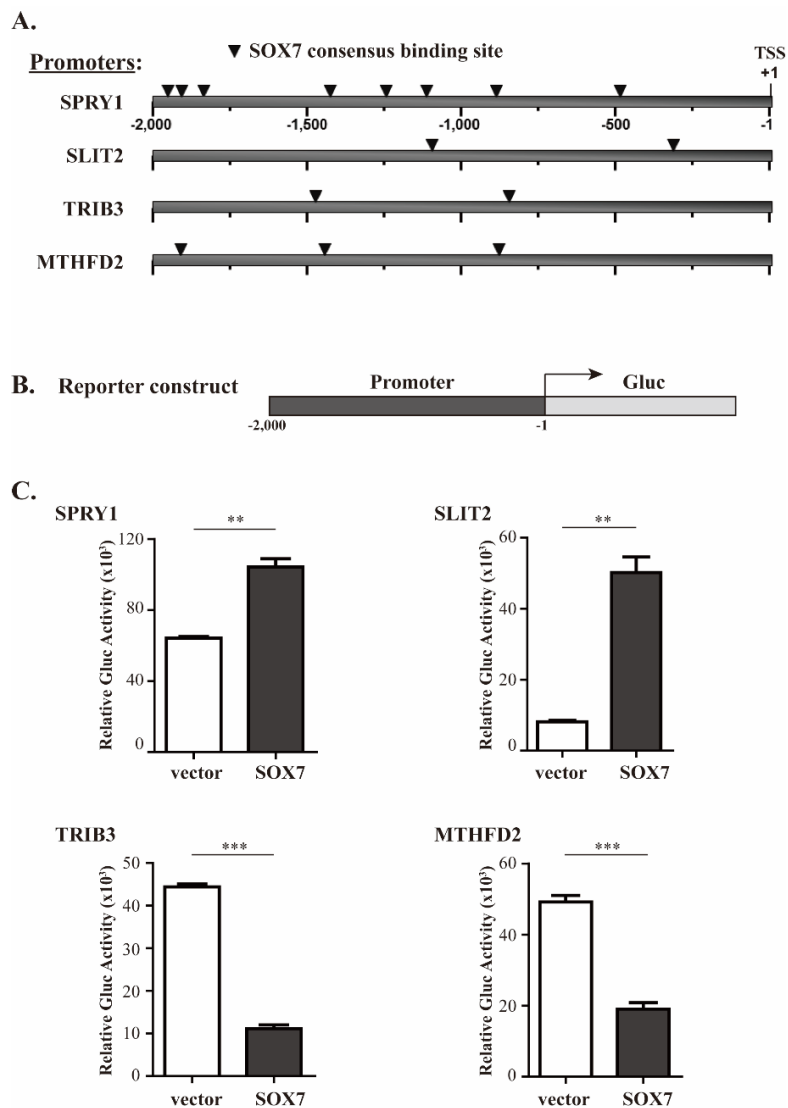 A.
▼ SOX7 consensus binding site
TSS
+1
Promoters:
SPRY1
-2,000 -1,500 -1,000 -500 -1
SLIT2
TRIB3
MTHFD2
B. Reporter construct
Promoter Gluc
-2,000 -1
C.
SPRY1
**
Relative Gluc Activity (x10³)
120
80
40
0
vector SOX7
SLIT2
**
Relative Gluc Activity (x10³)
60
40
20
0
vector SOX7
TRIB3
***
Relative Gluc Activity (x10³)
50
40
30
20
10
0
vector SOX7
MTHFD2
***
Relative Gluc Activity (x10³)
60
40
20
0
vector SOX7